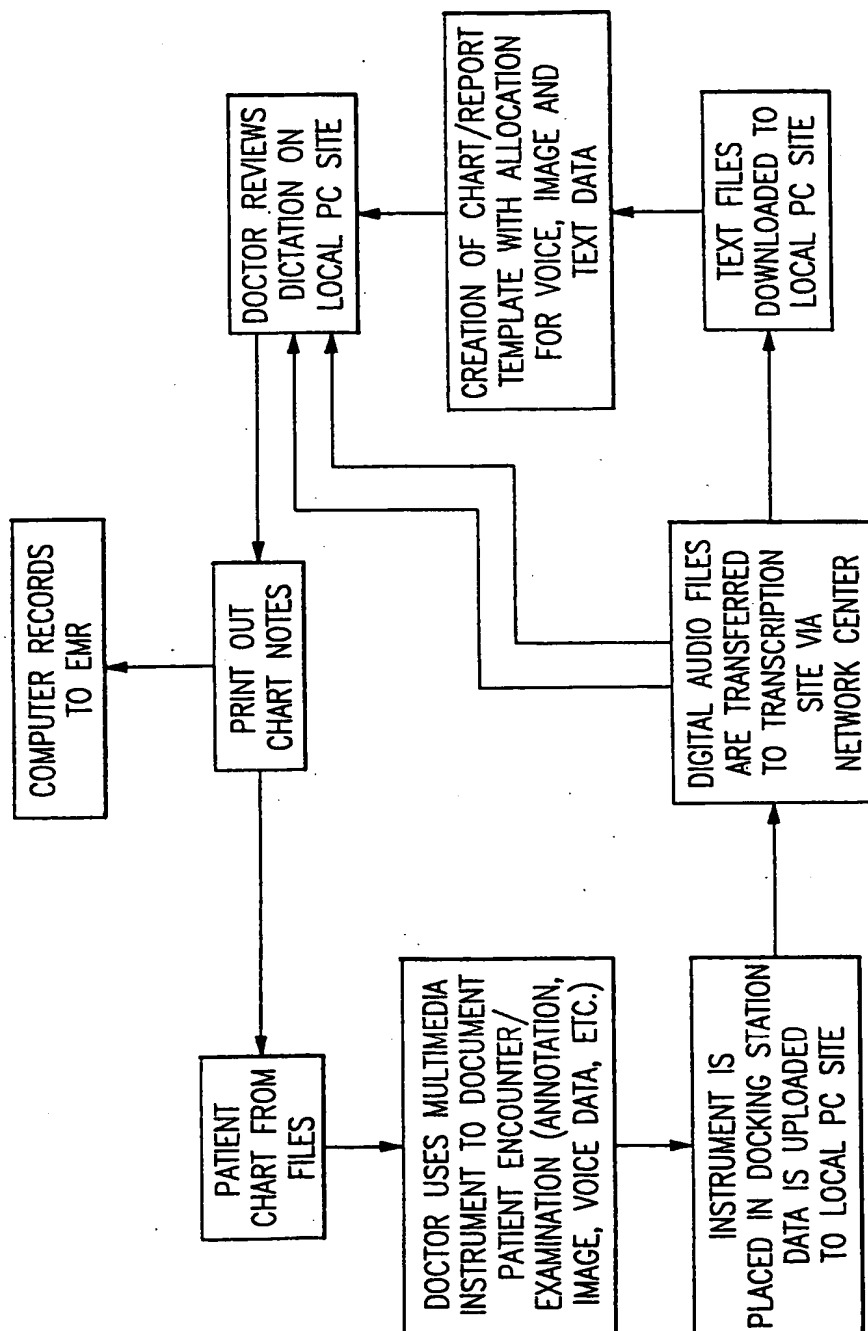 COMPUTER RECORDS
TO EMR
PRINT OUT
CHART NOTES
DOCTOR REVIEWS
DICTATION ON
LOCAL PC SITE
PATIENT
CHART FROM
FILES
DOCTOR USES MULTIMEDIA
INSTRUMENT TO DOCUMENT
PATIENT ENCOUNTER/
EXAMINATION (ANNOTATION,
IMAGE, VOICE DATA, ETC.)
CREATION OF CHART/REPORT
TEMPLATE WITH ALLOCATION
FOR VOICE, IMAGE AND
TEXT DATA
INSTRUMENT IS
PLACED IN DOCKING STATION
DATA IS UPLOADED
TO LOCAL PC SITE
DIGITAL AUDIO FILES
ARE TRANSFERRED
TO TRANSCRIPTION
SITE VIA
NETWORK CENTER
TEXT FILES
DOWNLOADED TO
LOCAL PC SITE